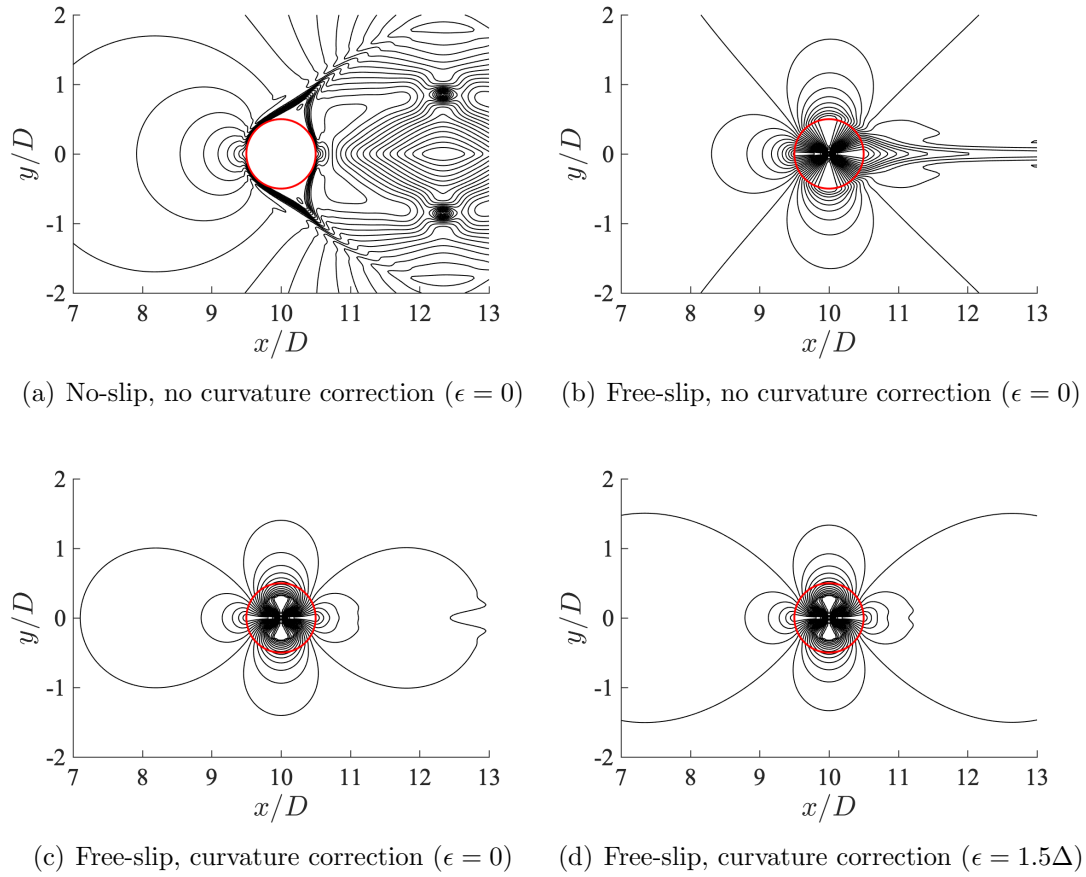 2
1
0
-1
-2
y/D
7 8 9 10 11 12 13
x/D
(a) No-slip, no curvature correction (ϵ = 0)
2
1
0
-1
-2
y/D
7 8 9 10 11 12 13
x/D
(b) Free-slip, no curvature correction (ϵ = 0)
2
1
0
-1
-2
y/D
7 8 9 10 11 12 13
x/D
(c) Free-slip, curvature correction (ϵ = 0)
2
1
0
-1
-2
y/D
7 8 9 10 11 12 13
x/D
(d) Free-slip, curvature correction (ϵ = 1.5Δ)